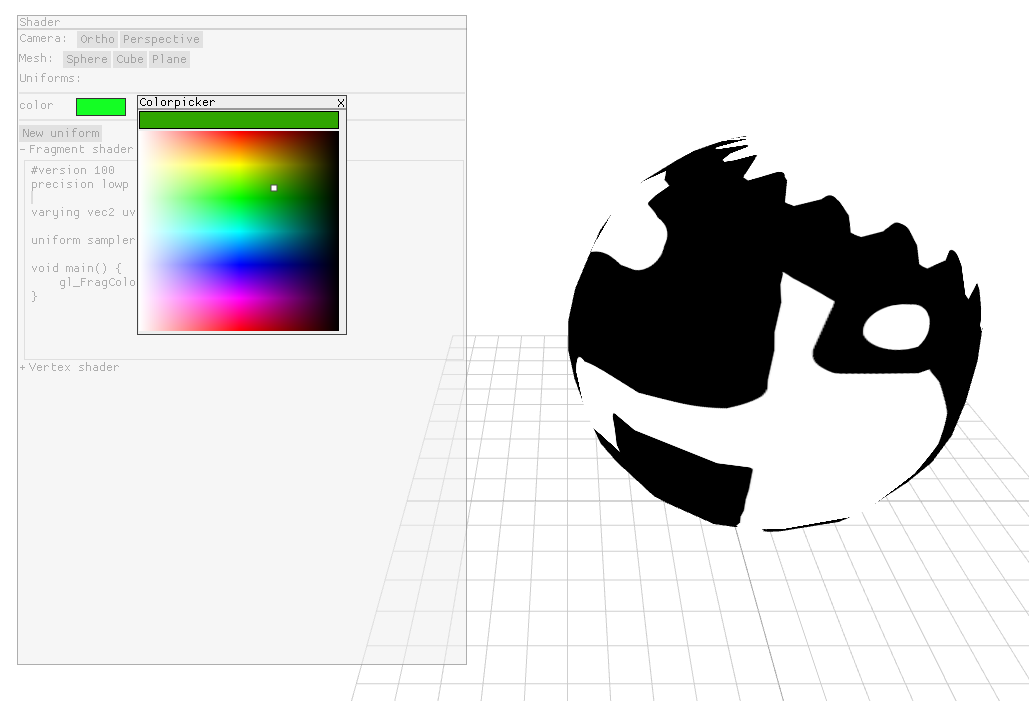 Shader
Camera: Ortho Perspective
Mesh: Sphere Cube Plane
Uniforms:
color
Colorpicker X
New uniform
- Fragment shader
#version 100
precision lowp
varying vec2 uv
uniform sampler
void main() {
gl_FragColo
}
+ Vertex shader